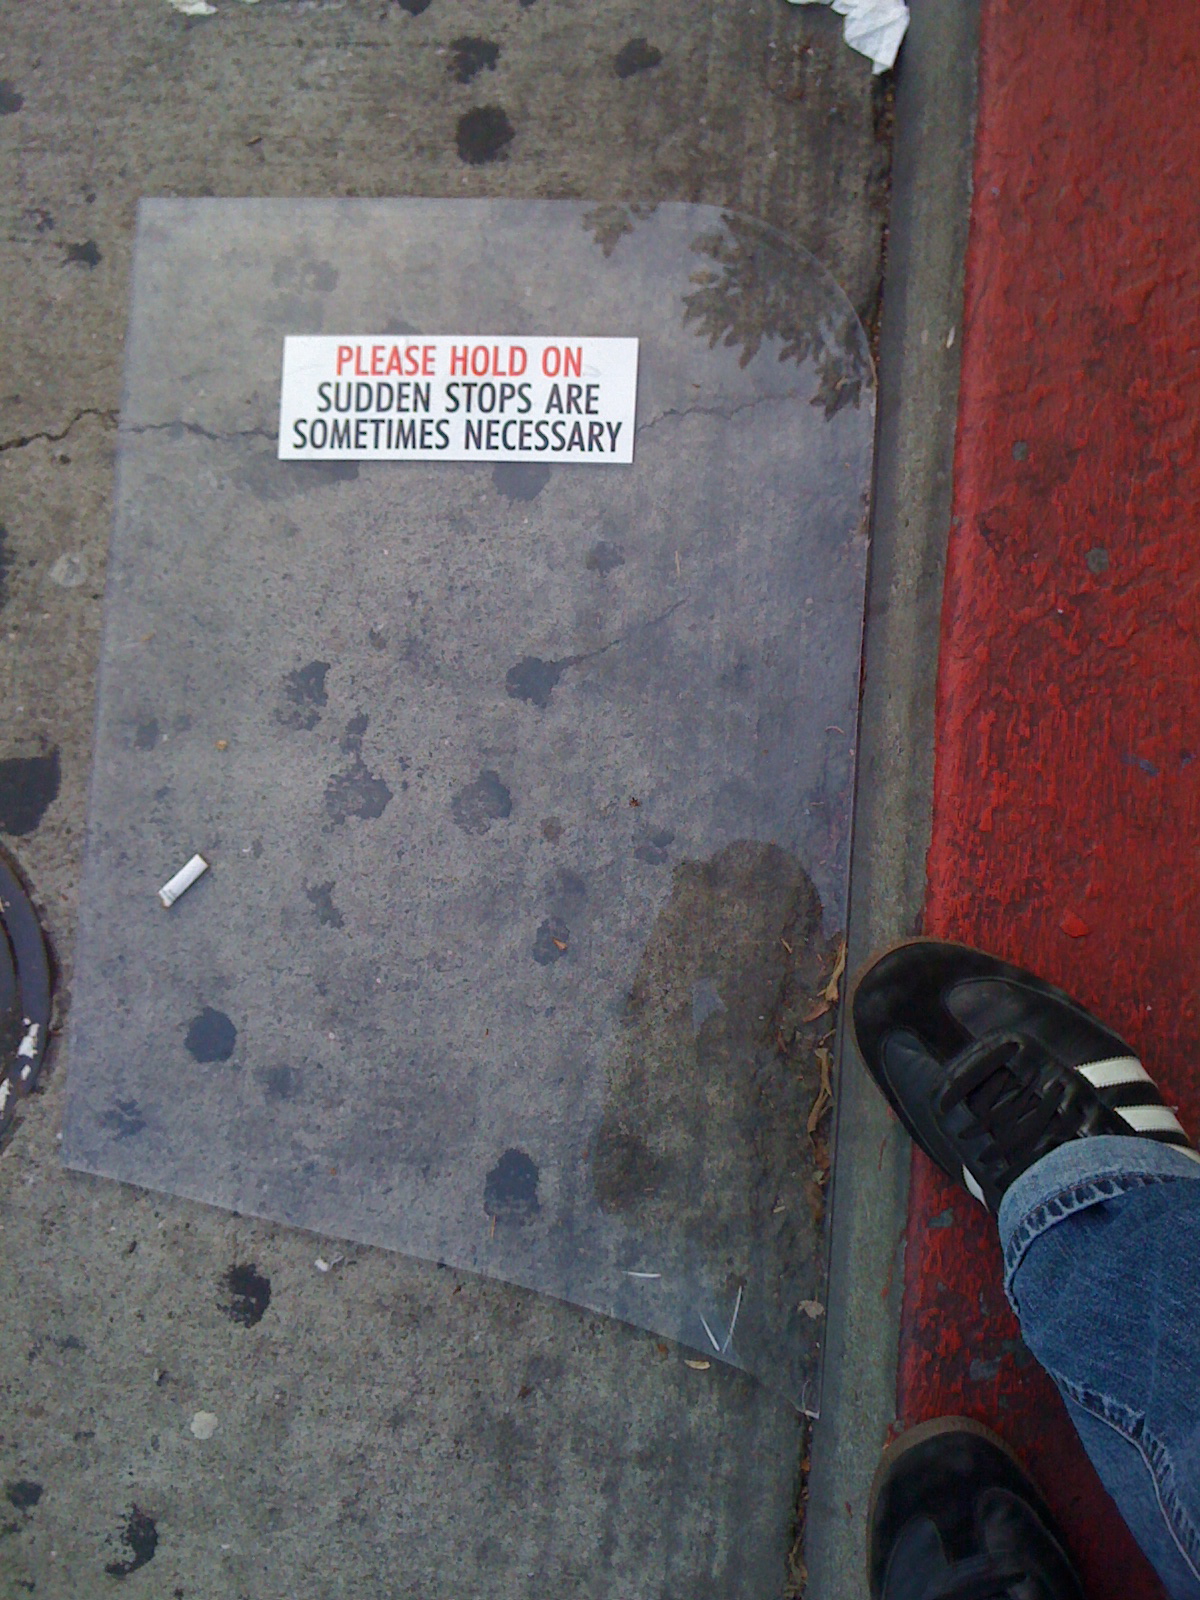 PLEASE HOLD ON
SUDDEN STOPS ARE
SOMETIMES NECESSARY